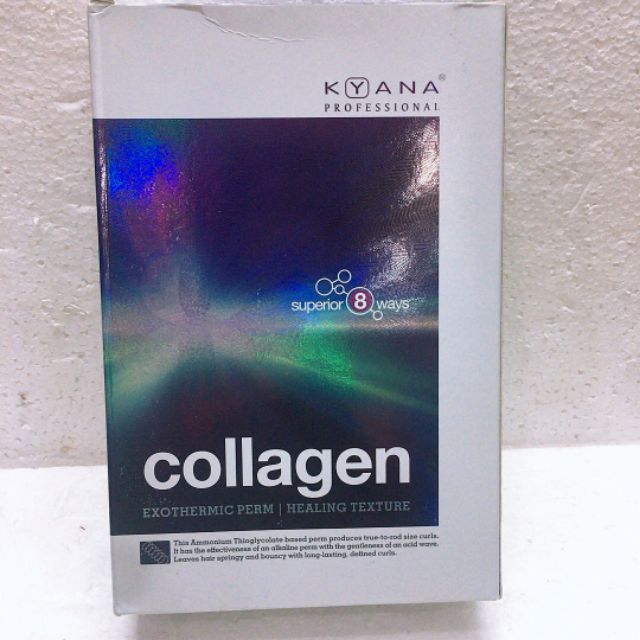 KYANA®
PROFESSIONAL
superior 8 ways
collagen
EXOTHERMIC PERM | HEALING TEXTURE
This Ammonium Thioglycolate based perm produces true-to-rod size curls.
It has the effectiveness of an alkaline perm with the gentleness of an acid wave.
Leaves hair springy and bouncy with long-lasting, defined curls.